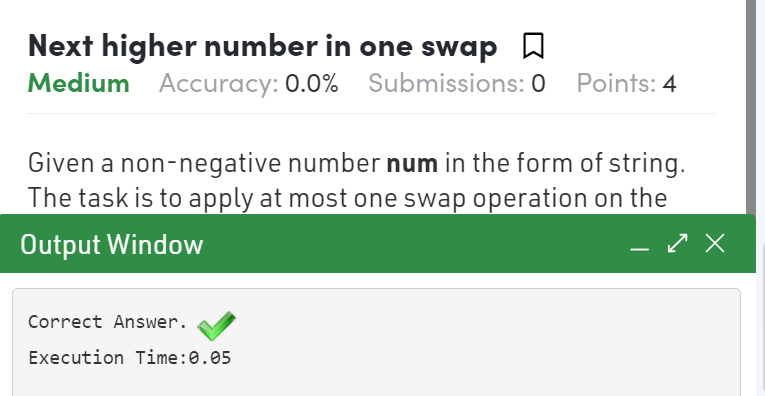 Next higher number in one swap
Medium Accuracy: 0.0% Submissions: 0 Points: 4
Given a non-negative number num in the form of string.
The task is to apply at most one swap operation on the
Output Window
Correct Answer.
Execution Time:0.05